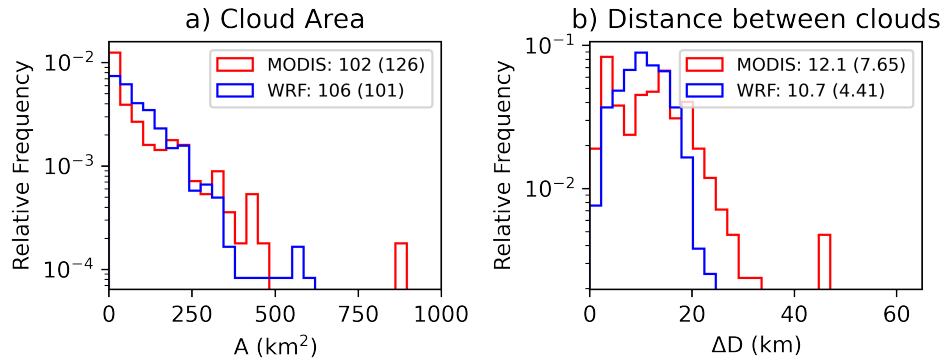 a) Cloud Area
Relative Frequency
10⁻²
10⁻³
10⁻⁴
MODIS: 102 (126)
WRF: 106 (101)
0
250
500
750
1000
A (km²)
b) Distance between clouds
Relative Frequency
10⁻¹
10⁻²
MODIS: 12.1 (7.65)
WRF: 10.7 (4.41)
0
20
40
60
ΔD (km)